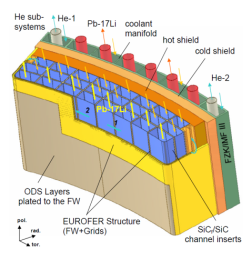 He sub-
systems
He-1
Pb-17Li
coolant
manifold
hot shield
cold shield
He-2
Pb-17Li
2
1
FZK/IMF III
ODS Layers
plated to the FW
EUROFER Structure
(FW+Grids)
SiC/SiC
channel inserts
pol.
rad.
tor.